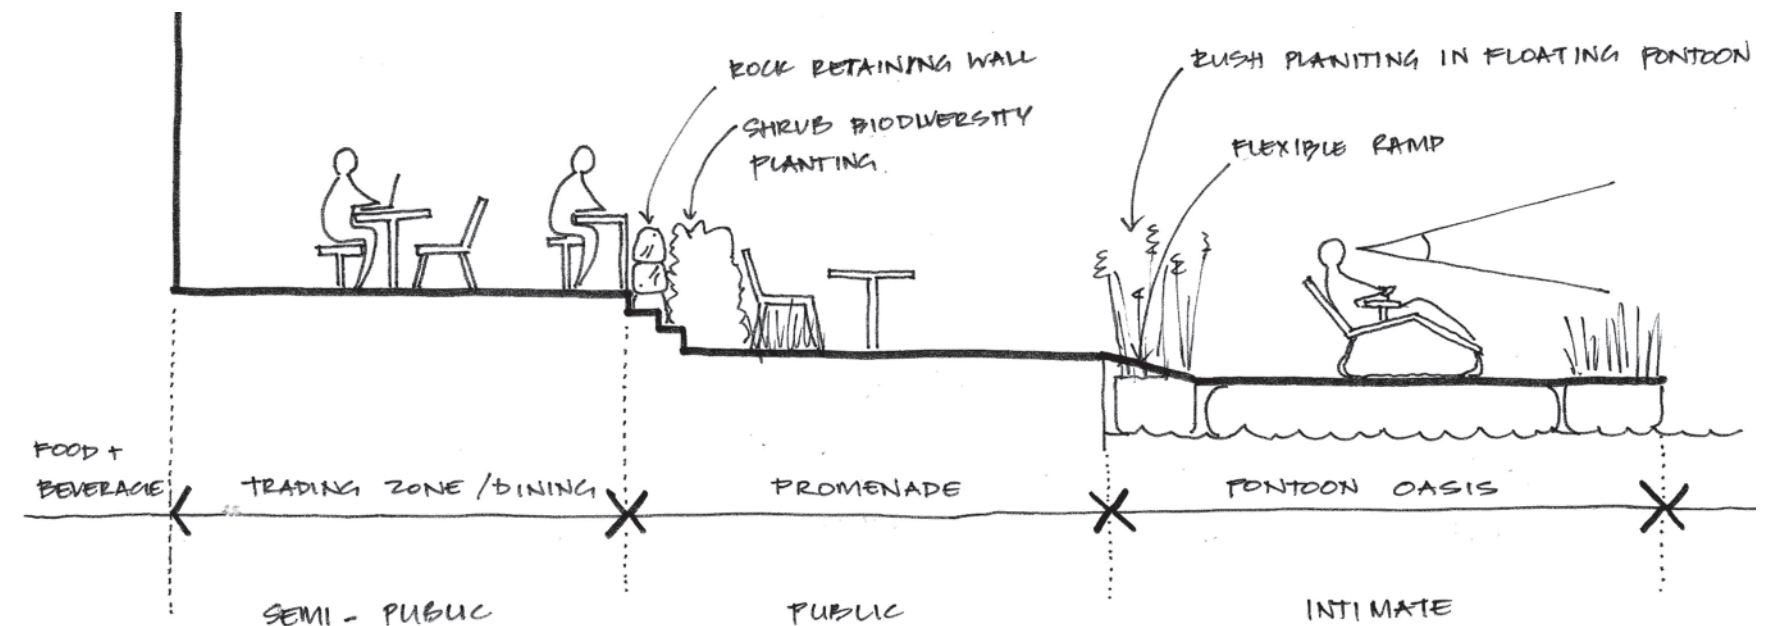 ROCK RETAINING WALL
SHRUB BIODIVERSITY
PLANTING.
RUSH PLANITING IN FLOATING PONTOON
FLEXIBLE RAMP
FOOD +
BEVERAGE
TRADING ZONE / DINING
PROMENADE
PONTOON OASIS
SEMI - PUBLIC
PUBLIC
INTIMATE